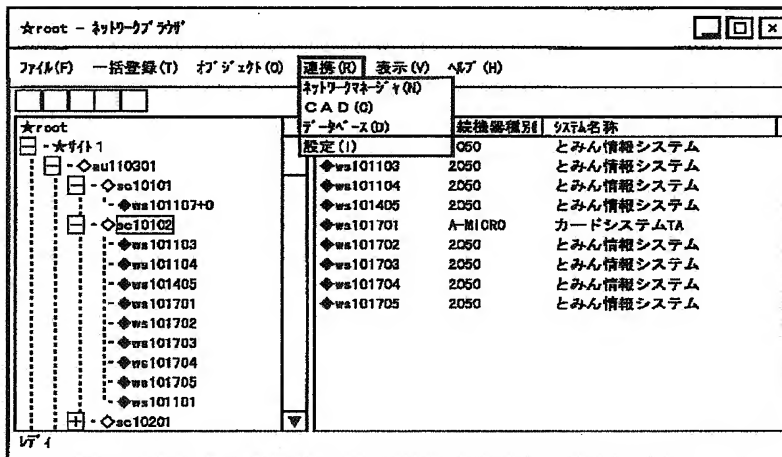 ★root - ﾈｯﾄﾜｰｸﾌﾞﾗｳｻﾞ
ﾌｧｲﾙ(F) 一括登録(T) ｵﾌﾞｼﾞｪｸﾄ(O) 連携(R) 表示(V) ﾍﾙﾌﾟ(H)
ﾈｯﾄﾜｰｸﾏﾈｰｼﾞｬ(N)
CAD(C)
ﾃﾞｰﾀﾍﾞｰｽ(D)
設定(I)
★root
- ★ｻｲﾄ1
- ◇au110301
- ◇sc10101
◆ws101107+0
- ◇sc10102
◆ws101103
◆ws101104
◆ws101405
◆ws101701
◆ws101702
◆ws101703
◆ws101704
◆ws101705
◆ws101101
+ ◇sc10201
続機器種別 ｼｽﾃﾑ名称
2050 とみん情報システム
◆ws101103 2050 とみん情報システム
◆ws101104 2050 とみん情報システム
◆ws101405 2050 とみん情報システム
◆ws101701 A-MICRO カードシステムTA
◆ws101702 2050 とみん情報システム
◆ws101703 2050 とみん情報システム
◆ws101704 2050 とみん情報システム
◆ws101705 2050 とみん情報システム
ﾚﾃﾞｨ